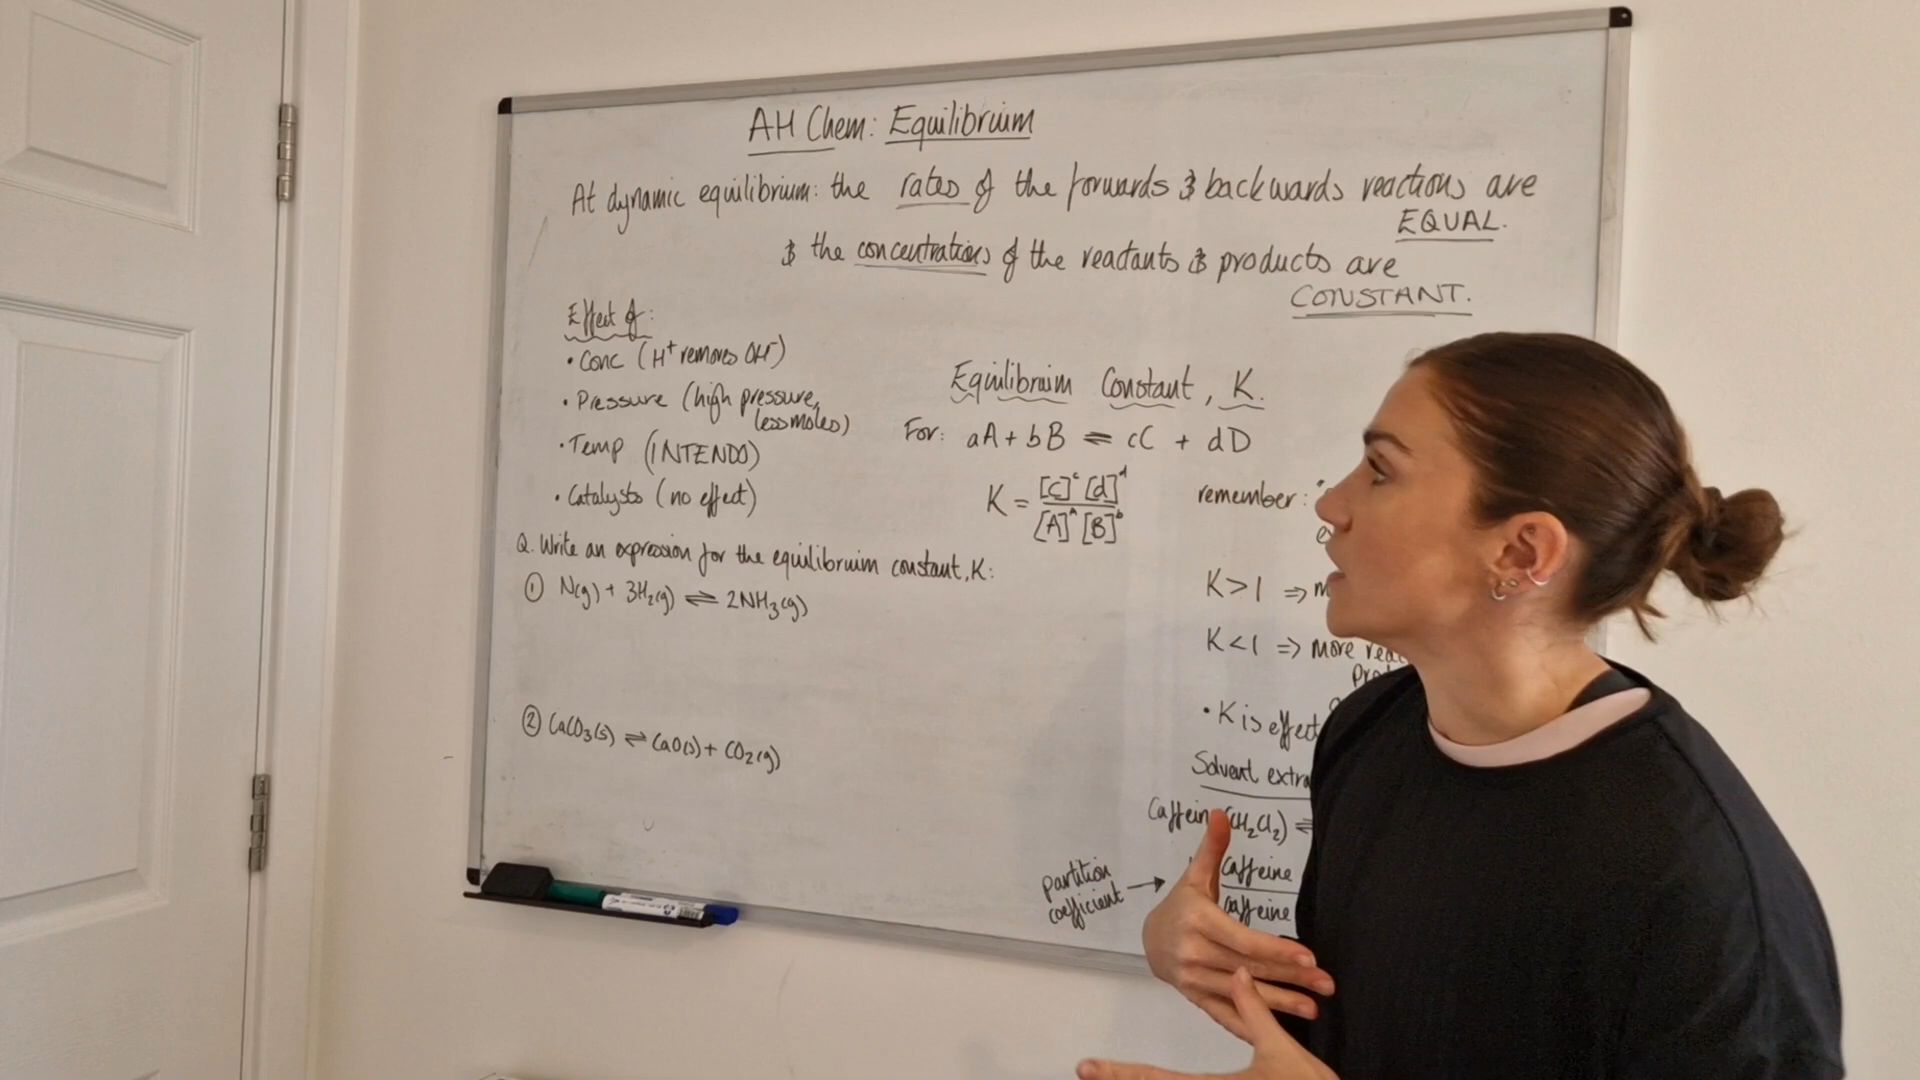 AH Chem: Equilibrium
At dynamic equilibrium: the rates of the forwards & backwards reactions are
EQUAL.
& the concentrations of the reactants & products are
CONSTANT.
Effect of:
• Conc (H⁺ removes OH⁻)
• Pressure (high pressure,
less moles)
• Temp (INTENDO)
• Catalysts (no effect)
Q. Write an expression for the equilibrium constant, K:
① N(g) + 3H₂(g) ⇌ 2NH₃(g)
② CaCO₃(s) ⇌ CaO(s) + CO₂(g)
Equilibrium Constant, K.
For: aA + bB ⇌ cC + dD
K = [C]ᶜ [d]ᵈ
[A]ᵃ [B]ᵇ
remember:
K > 1 ⇒
K < 1 ⇒ more
• K is
Solvent
(CH₂Cl₂) ⇌
partition
coefficient →
caffeine
caffeine